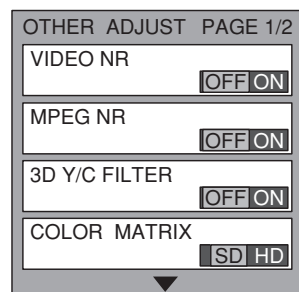 OTHER ADJUST PAGE 1/2
VIDEO NR
OFF ON
MPEG NR
OFF ON
3D Y/C FILTER
OFF ON
COLOR MATRIX
SD HD